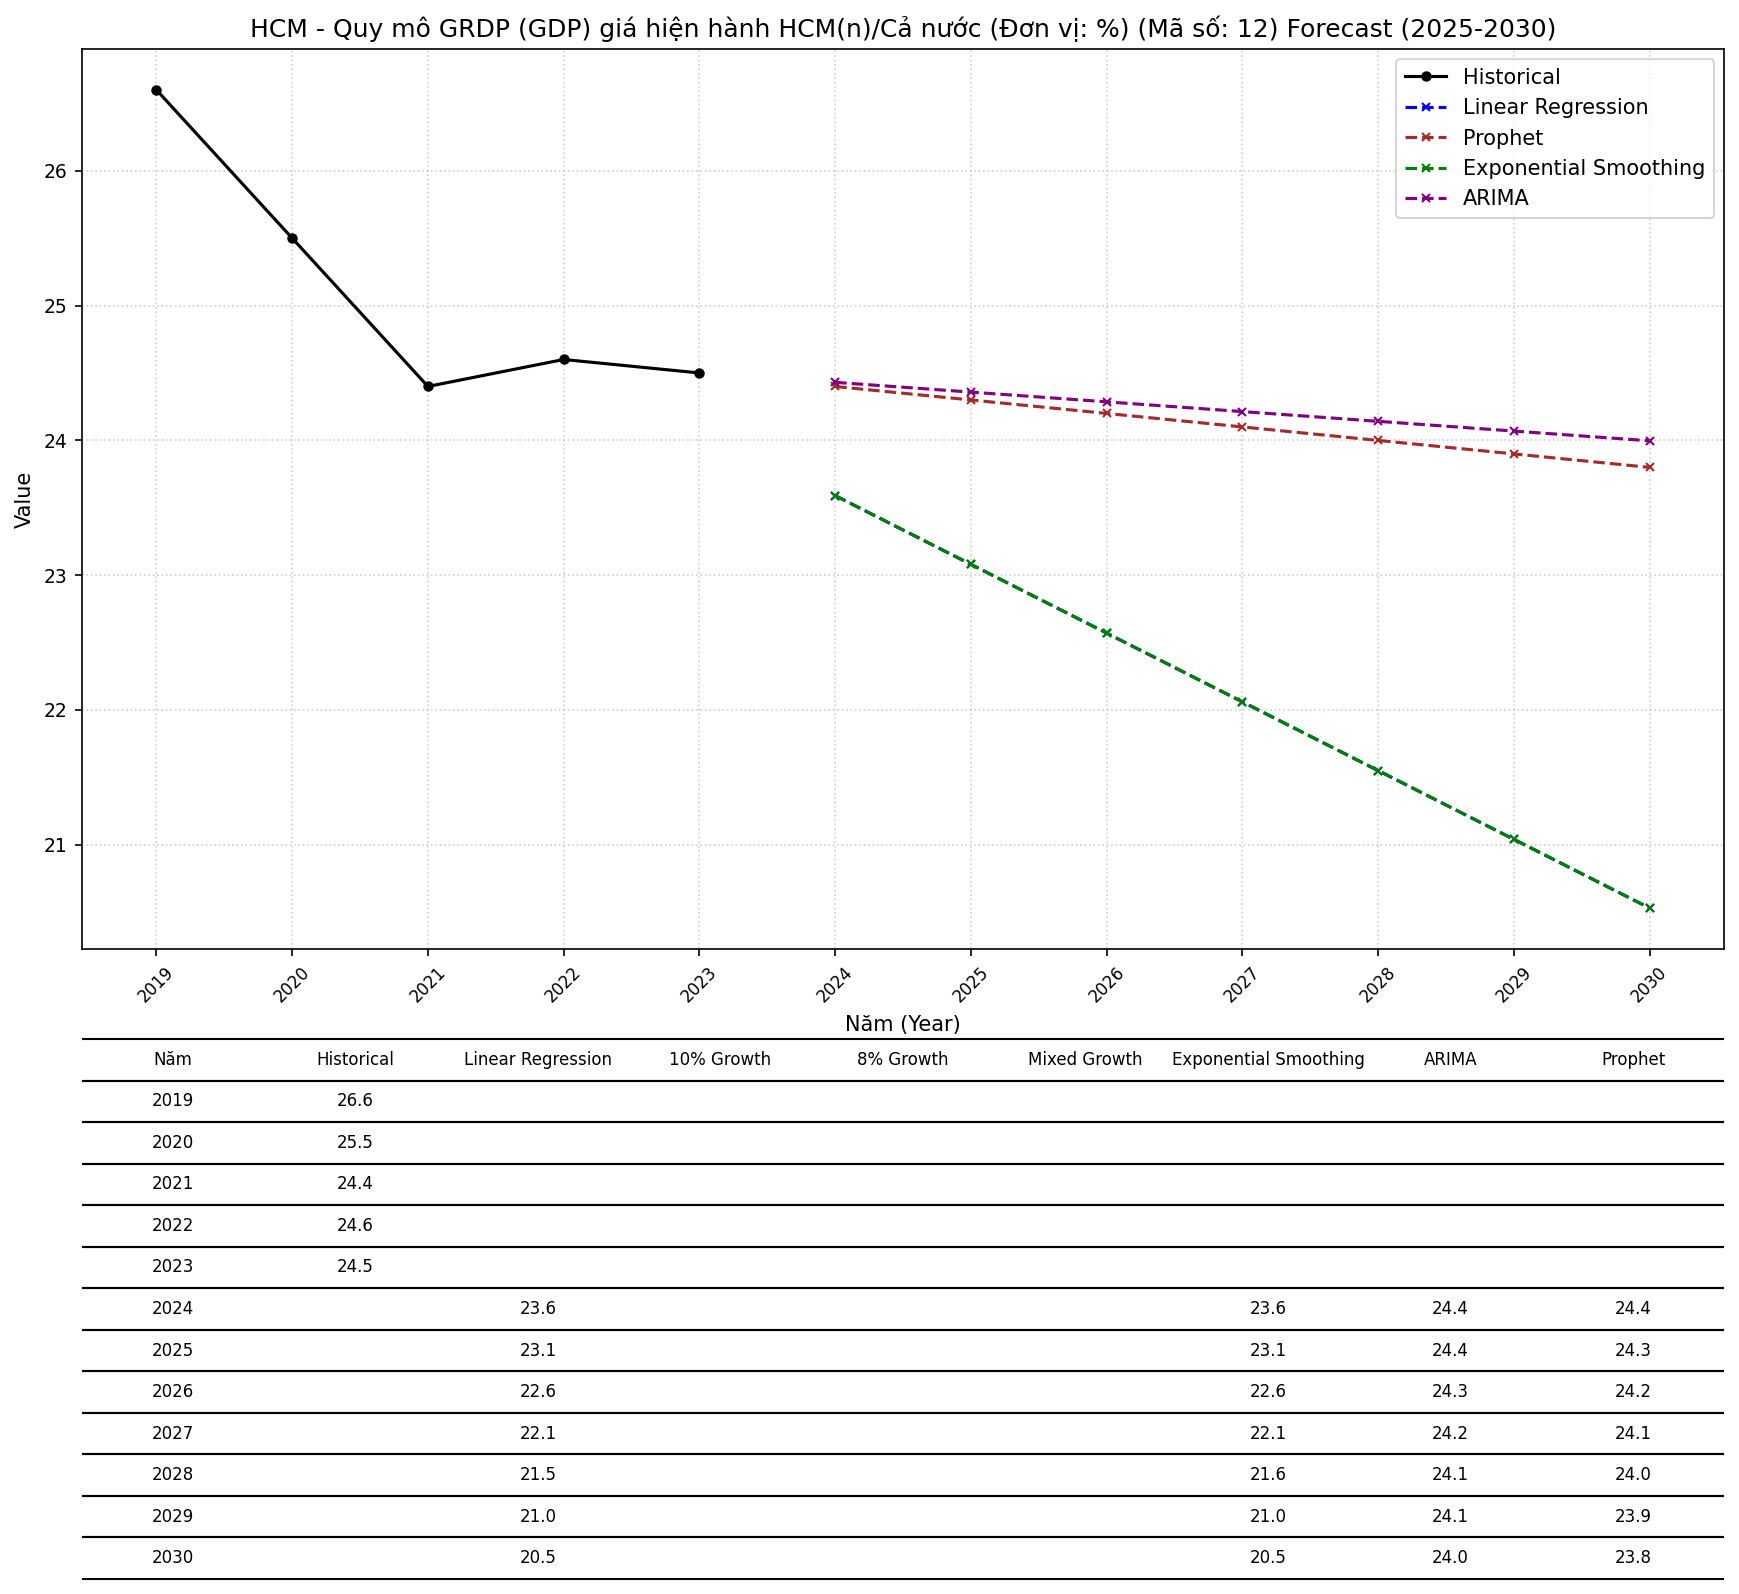 HCM - Quy mô GRDP (GDP) giá hiện hành HCM(n)/Cả nước (Đơn vị: %) (Mã số: 12) Forecast (2025-2030)
Historical
Linear Regression
Prophet
Exponential Smoothing
ARIMA
26
25
24
23
22
21
Value
2019 2020 2021 2022 2023 2024 2025 2026 2027 2028 2029 2030
Năm (Year)
Năm Historical Linear Regression 10% Growth 8% Growth Mixed Growth Exponential Smoothing ARIMA Prophet
2019 26.6
2020 25.5
2021 24.4
2022 24.6
2023 24.5
2024 23.6 23.6 24.4 24.4
2025 23.1 23.1 24.4 24.3
2026 22.6 22.6 24.3 24.2
2027 22.1 22.1 24.2 24.1
2028 21.5 21.6 24.1 24.0
2029 21.0 21.0 24.1 23.9
2030 20.5 20.5 24.0 23.8